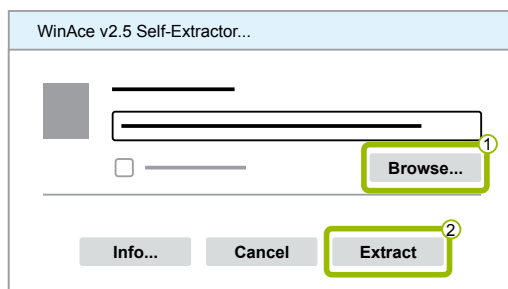 WinAce v2.5 Self-Extractor...
1
Browse...
2
Info... Cancel Extract